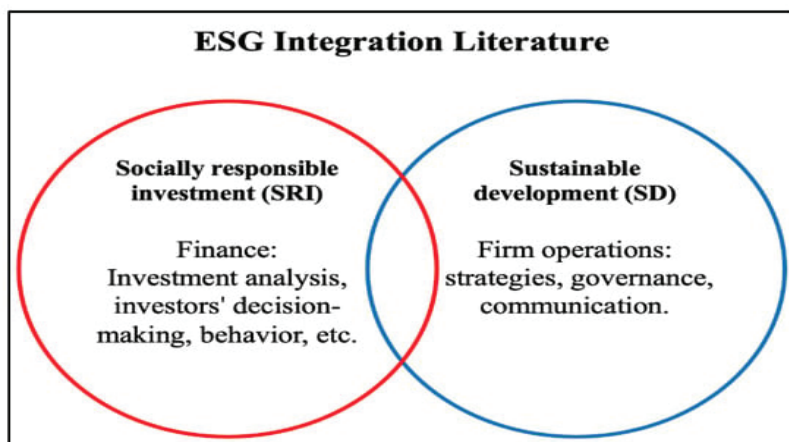 ESG Integration Literature
Socially responsible
investment (SRI)
Finance:
Investment analysis,
investors' decision-
making, behavior, etc.
Sustainable
development (SD)
Firm operations:
strategies, governance,
communication.